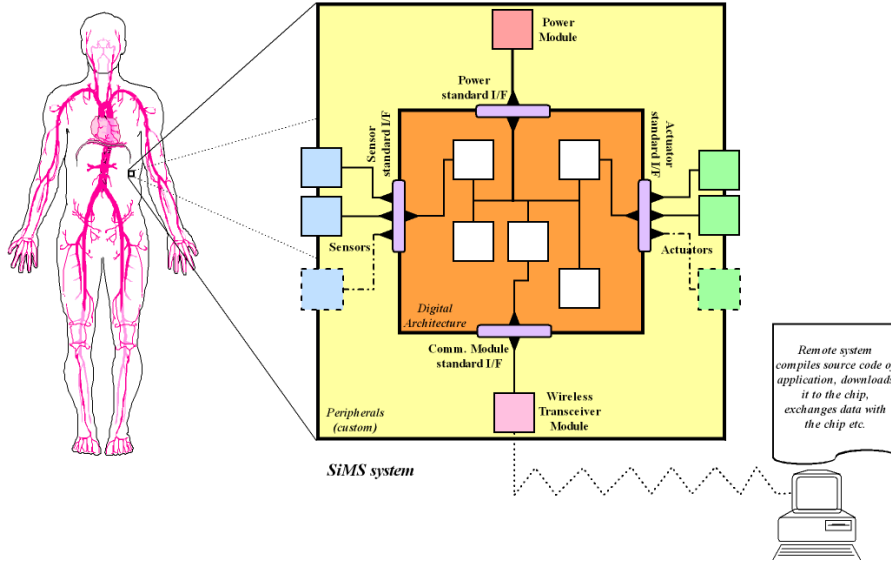 Power
Module
Power
standard I/F
Sensor
standard I/F
Actuator
standard I/F
Sensors
Actuators
Digital
Architecture
Comm. Module
standard I/F
Wireless
Transceiver
Module
Peripherals
(custom)
SiMS system
Remote system
compiles source code of
application, downloads
it to the chip,
exchanges data with
the chip etc.